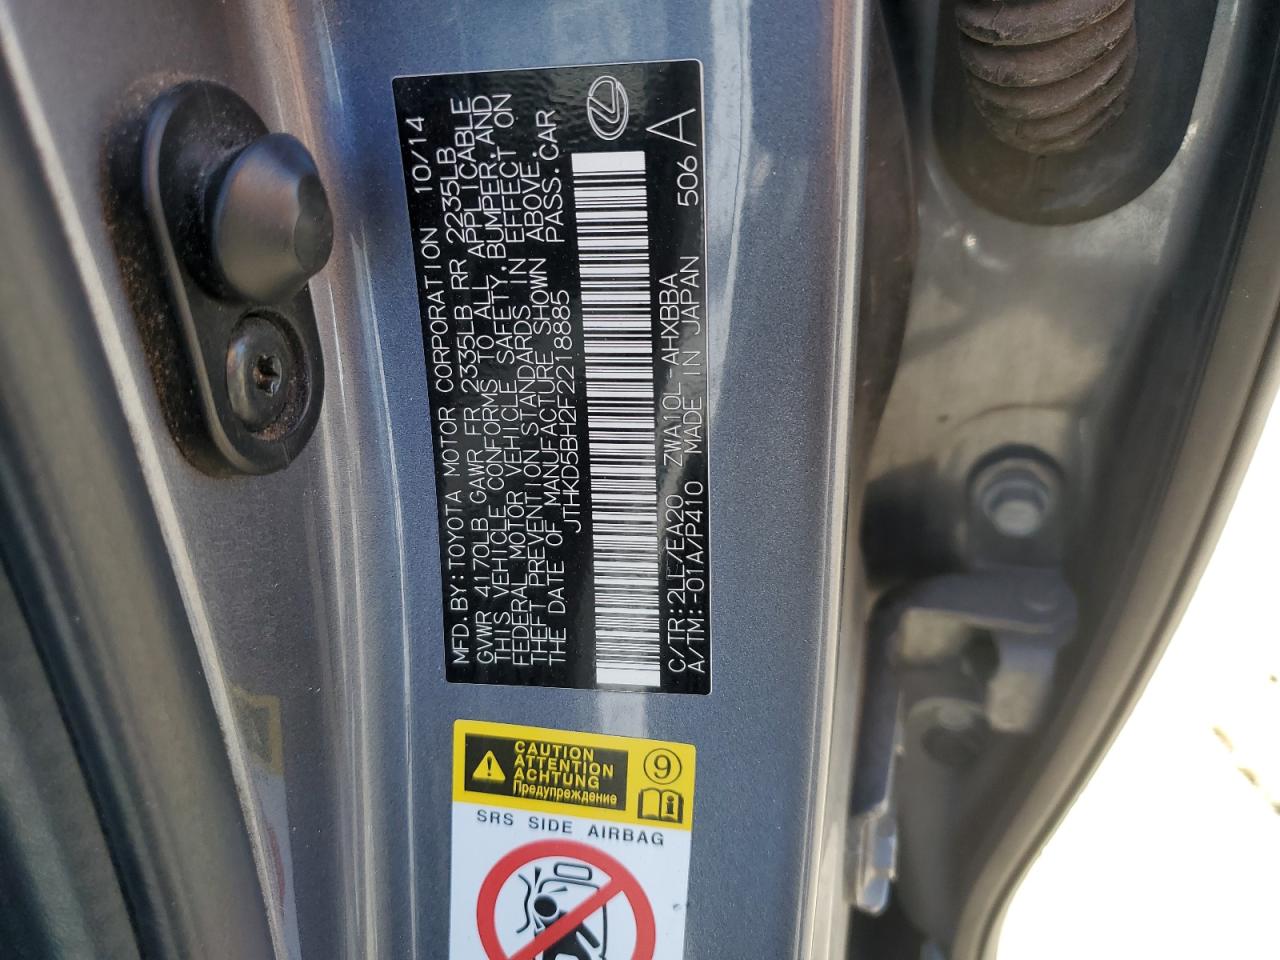 MFD. BY: TOYOTA MOTOR CORPORATION 10/14
GVWR 4170LB GAWR FR 2335LB RR 2235LB
THIS VEHICLE CONFORMS TO ALL APPLICABLE
FEDERAL MOTOR VEHICLE SAFETY, BUMPER, AND
THEFT PREVENTION STANDARDS IN EFFECT ON
THE DATE OF MANUFACTURE SHOWN ABOVE.
JTHKD5BH2F2218885 PASS. CAR
C/TR: 2LE/EA20 ZWA10L-AHXBBA 506
A/TM: -01A/P410 MADE IN JAPAN A
CAUTION
ATTENTION
ACHTUNG
Предупреждение
9
SRS SIDE AIRBAG